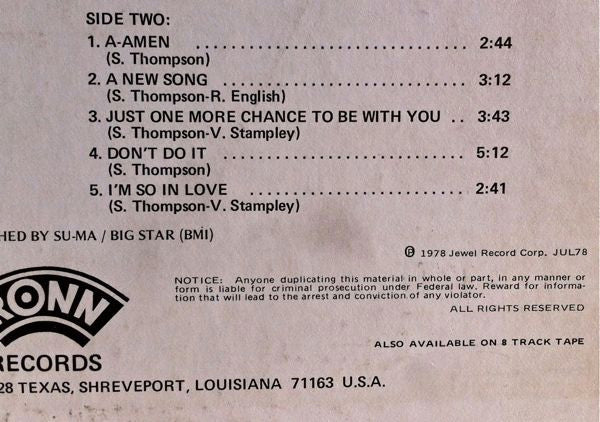 SIDE TWO:
1. A-AMEN ............................... 2:44
(S. Thompson)
2. A NEW SONG ........................... 3:12
(S. Thompson-R. English)
3. JUST ONE MORE CHANCE TO BE WITH YOU .. 3:43
(S. Thompson-V. Stampley)
4. DON'T DO IT ........................... 5:12
(S. Thompson)
5. I'M SO IN LOVE ........................ 2:41
(S. Thompson-V. Stampley)
HED BY SU-MA / BIG STAR (BMI)
℗ 1978 Jewel Record Corp. JUL78
NOTICE: Anyone duplicating this material in whole or part, in any manner or
form is liable for criminal prosecution under Federal law. Reward for informa-
tion that will lead to the arrest and conviction of any violator.
ALL RIGHTS RESERVED
RONN
RECORDS
ALSO AVAILABLE ON 8 TRACK TAPE
28 TEXAS, SHREVEPORT, LOUISIANA 71163 U.S.A.